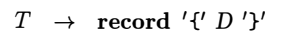 T → record '{' D '}'